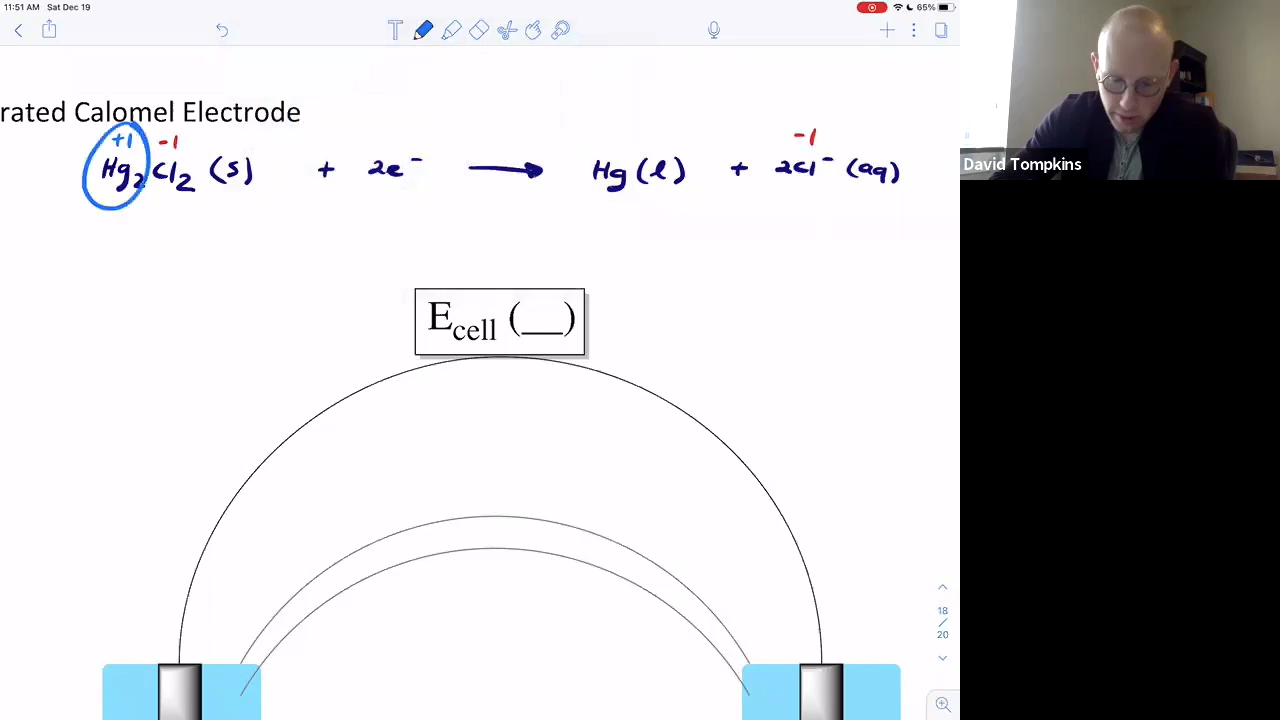 11:51 AM Sat Dec 19
65%
rated Calomel Electrode
+1 -1 -1
Hg₂Cl₂ (s) + 2e⁻ → Hg(l) + 2Cl⁻ (aq)
David Tompkins
E_cell (__)
18
/
20